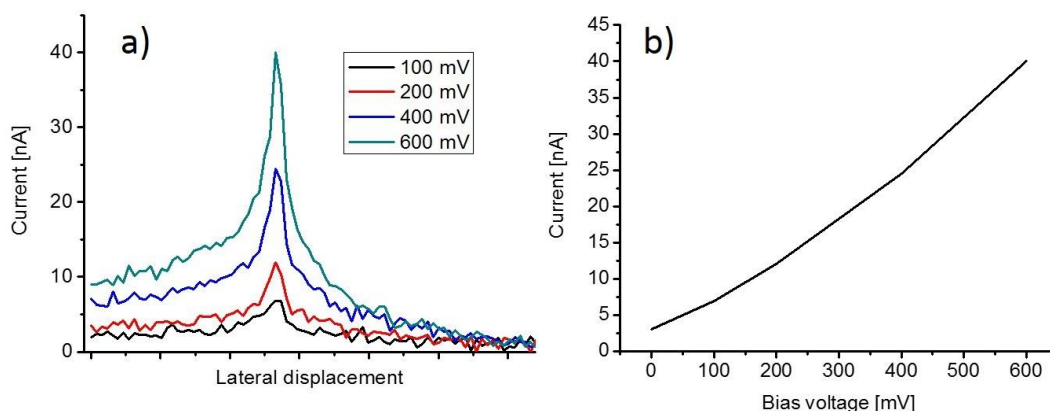 a)
100 mV
200 mV
400 mV
600 mV
40
30
20
10
0
Current [nA]
Lateral displacement
b)
45
40
35
30
25
20
15
10
5
0
Current [nA]
0 100 200 300 400 500 600
Bias voltage [mV]